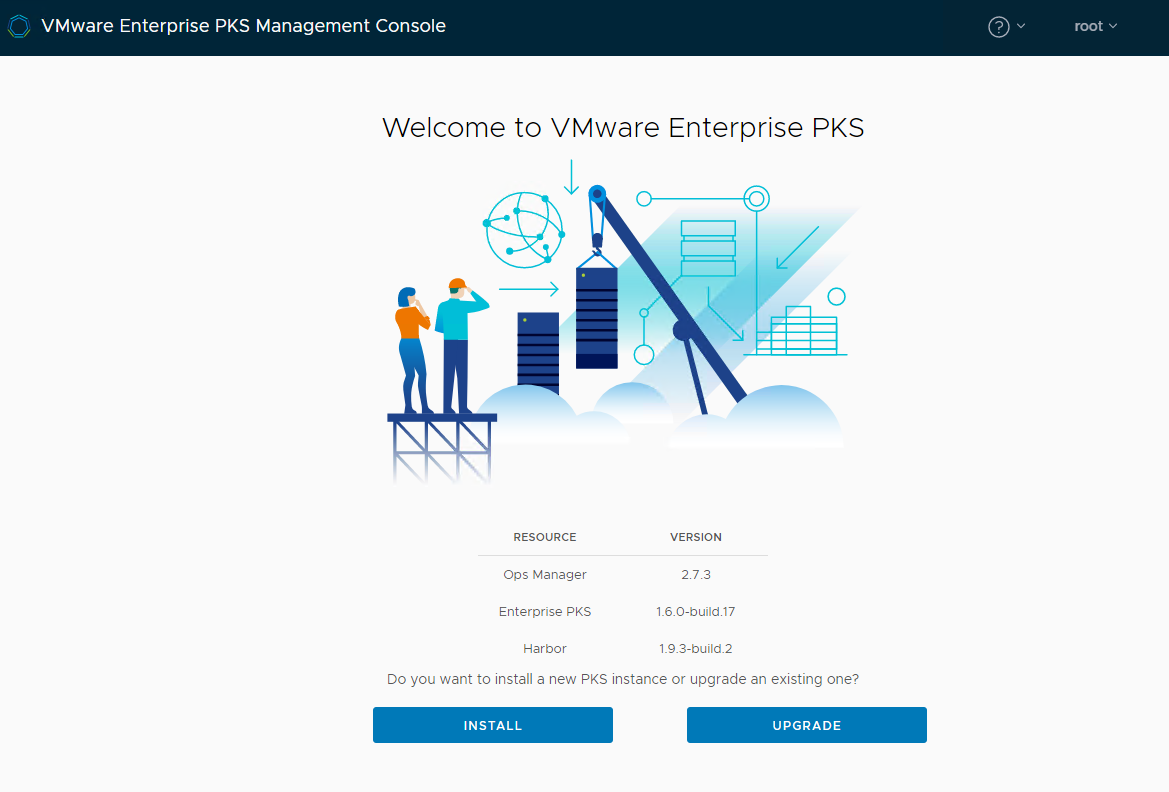 VMware Enterprise PKS Management Console
?
root
Welcome to VMware Enterprise PKS
RESOURCE VERSION
Ops Manager 2.7.3
Enterprise PKS 1.6.0-build.17
Harbor 1.9.3-build.2
Do you want to install a new PKS instance or upgrade an existing one?
INSTALL UPGRADE